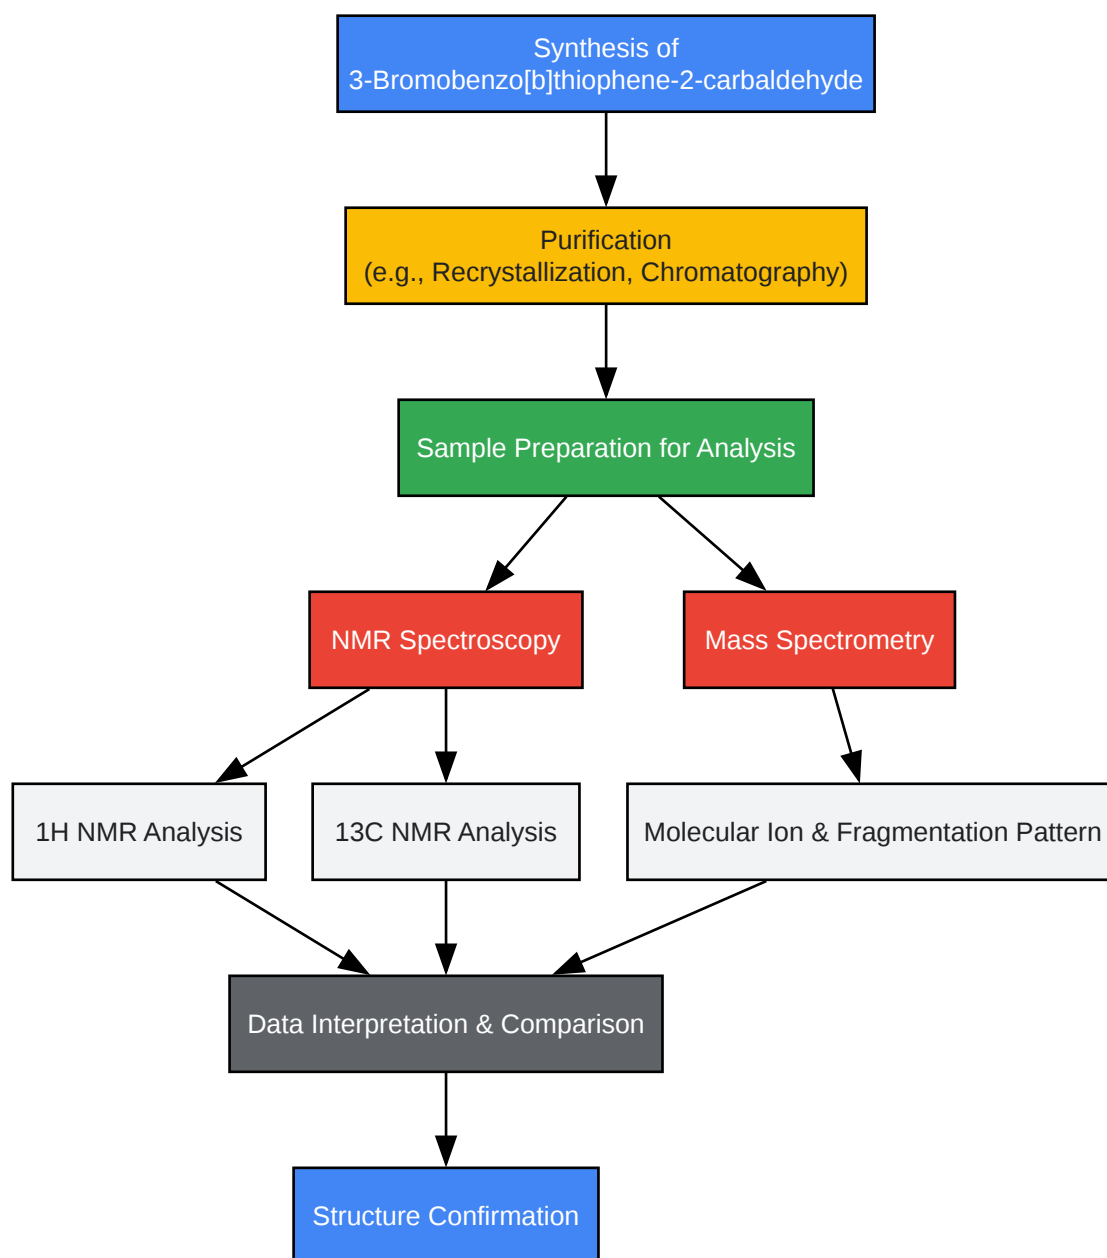 Synthesis of
3-Bromobenzo[b]thiophene-2-carbaldehyde
Purification
(e.g., Recrystallization, Chromatography)
Sample Preparation for Analysis
NMR Spectroscopy
Mass Spectrometry
1H NMR Analysis
13C NMR Analysis
Molecular Ion & Fragmentation Pattern
Data Interpretation & Comparison
Structure Confirmation